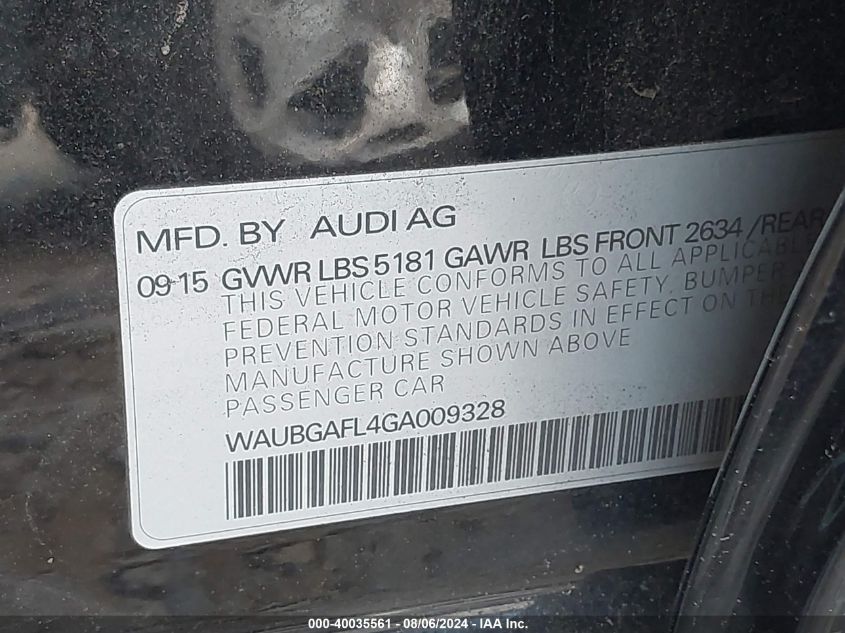 MFD. BY AUDI AG
09-15 GVWR LBS 5181 GAWR LBS FRONT 2634 /REAR
THIS VEHICLE CONFORMS TO ALL APPLICABLE
FEDERAL MOTOR VEHICLE SAFETY, BUMPER
PREVENTION STANDARDS IN EFFECT ON THE
MANUFACTURE SHOWN ABOVE
PASSENGER CAR
WAUBGAFL4GA009328
000-40035561 - 08/06/2024 - IAA Inc.